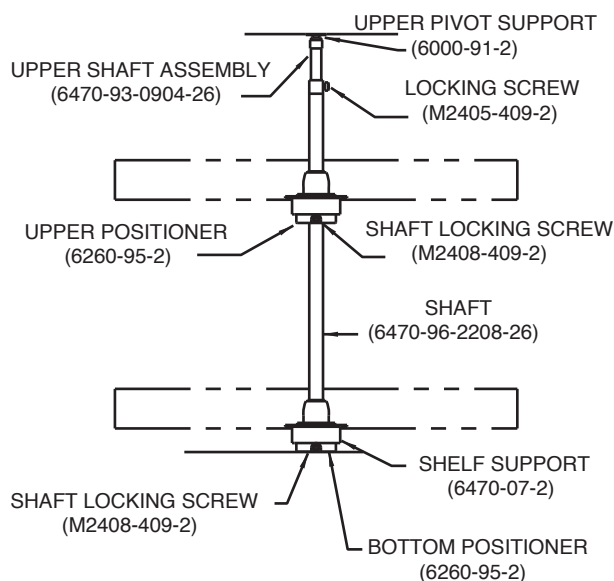 UPPER PIVOT SUPPORT
(6000-91-2)
UPPER SHAFT ASSEMBLY
(6470-93-0904-26)
LOCKING SCREW
(M2405-409-2)
UPPER POSITIONER
(6260-95-2)
SHAFT LOCKING SCREW
(M2408-409-2)
SHAFT
(6470-96-2208-26)
SHELF SUPPORT
(6470-07-2)
SHAFT LOCKING SCREW
(M2408-409-2)
BOTTOM POSITIONER
(6260-95-2)